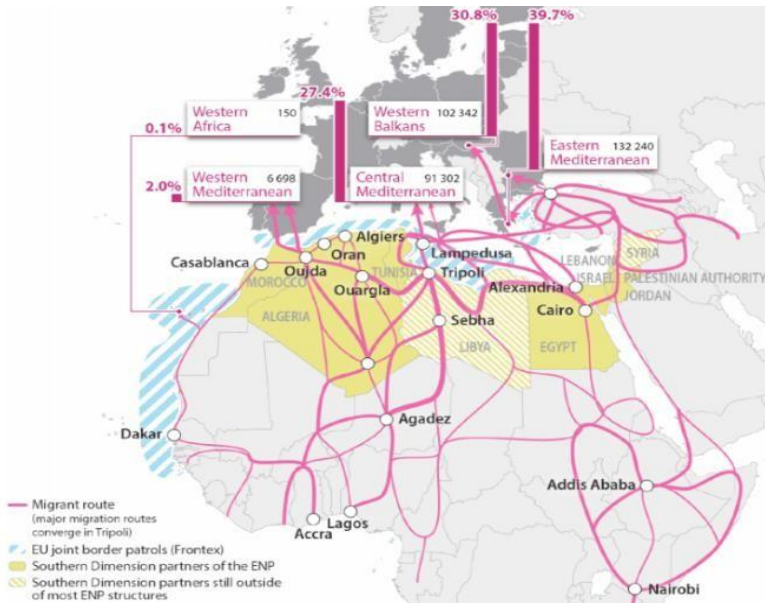 30.8%
39.7%
27.4%
Western 150
Africa
Western 102 342
Balkans
0.1%
Eastern 132 240
Mediterranean
2.0%
Western 6 698
Mediterranean
Central 91 302
Mediterranean
Algiers
Oran
Lampedusa
Casablanca
Oujda
TUNISIA
Tripoli
LEBANON
SYRIA
MOROCCO
Ouargla
Alexandria
ISRAEL
PALESTINIAN AUTHORITY
JORDAN
Cairo
ALGERIA
Sebha
LIBYA
EGYPT
Agadez
Dakar
Addis Ababa
Lagos
Accra
Nairobi
Migrant route
(major migration routes
converge in Tripoli)
EU joint border patrols (Frontex)
Southern Dimension partners of the ENP
Southern Dimension partners still outside
of most ENP structures